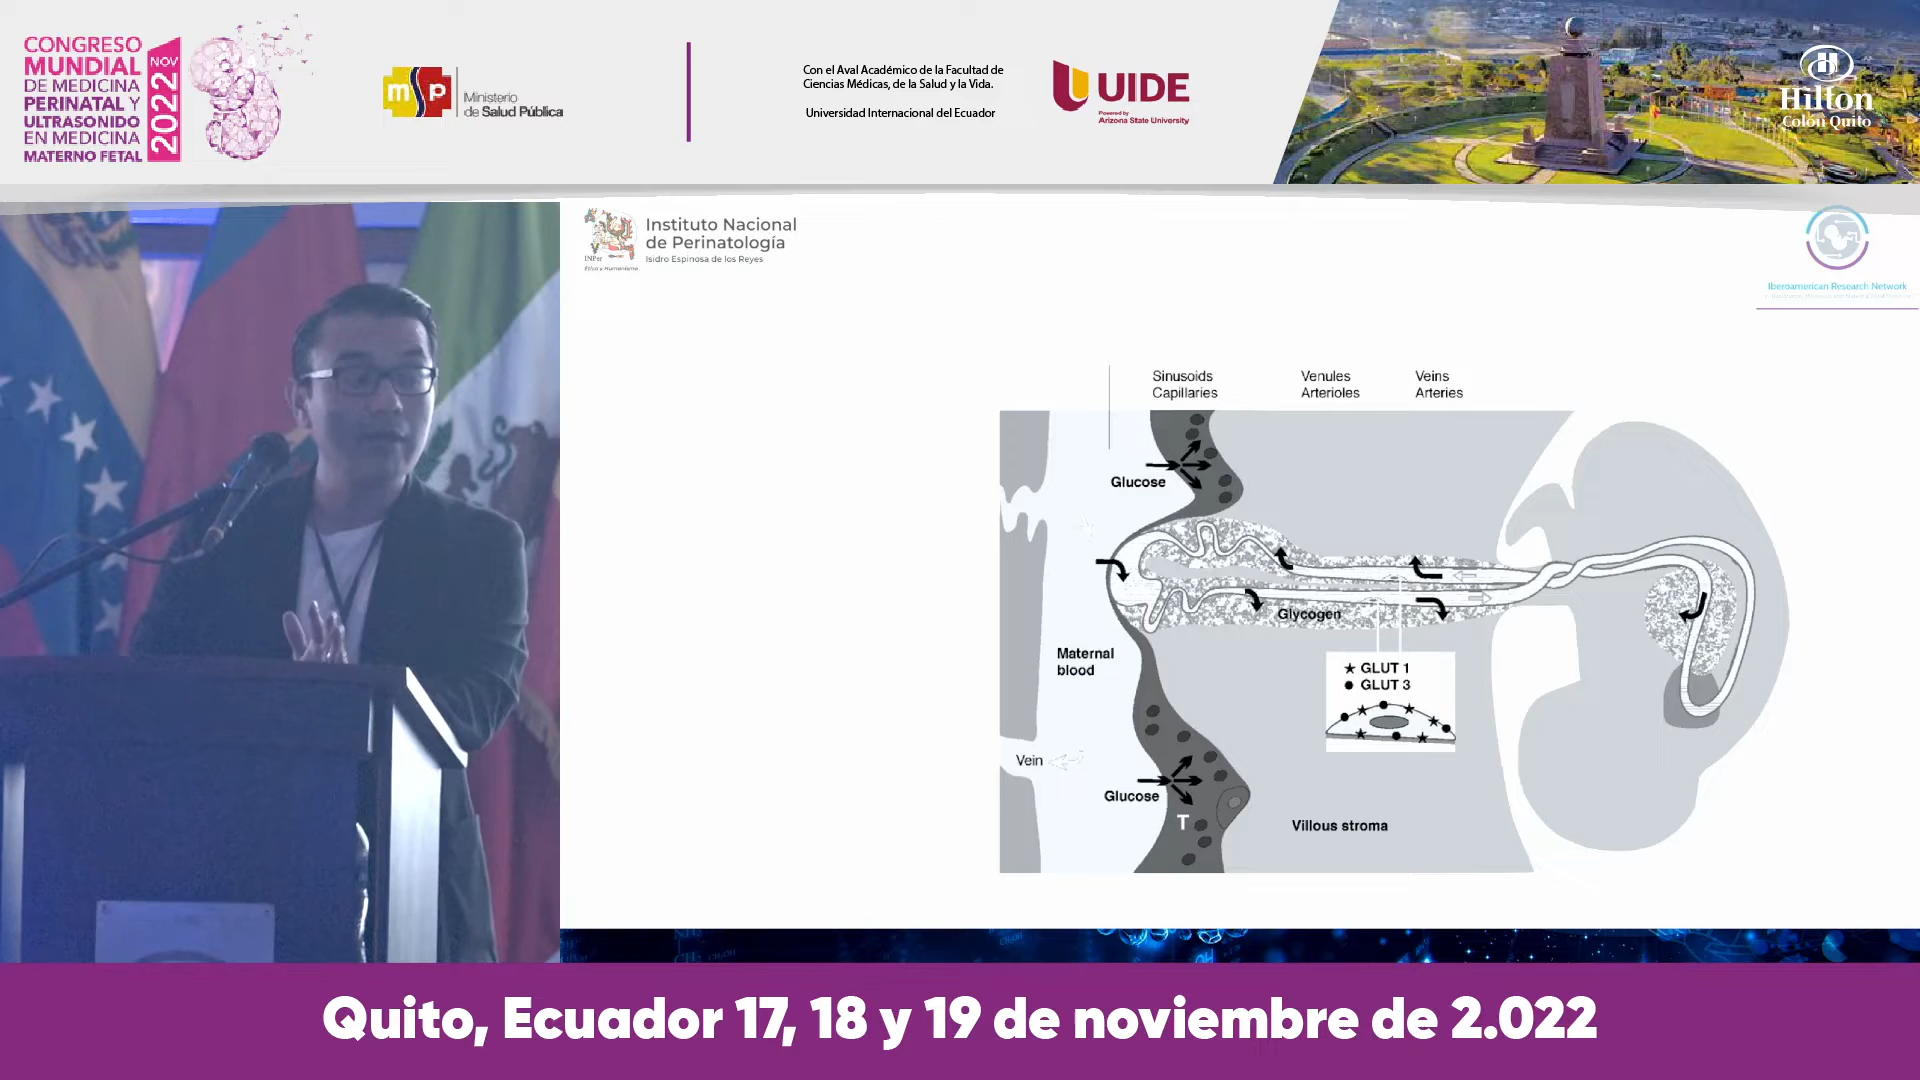 CONGRESO
MUNDIAL
DE MEDICINA
PERINATAL Y
ULTRASONIDO
EN MEDICINA
MATERNO FETAL
NOV
2022
msp
Ministerio
de Salud Pública
Con el Aval Académico de la Facultad de
Ciencias Médicas, de la Salud y la Vida.
Universidad Internacional del Ecuador
UIDE
Powered by
Arizona State University
Hilton
Colón Quito
Instituto Nacional
de Perinatología
Isidro Espinosa de los Reyes
INPer
Ética y Humanismo
Iberoamerican Research Network
Sinusoids
Capillaries
Venules
Arterioles
Veins
Arteries
Glucose
Glycogen
Maternal
blood
GLUT 1
GLUT 3
Vein
Glucose
T
Villous stroma
Quito, Ecuador 17, 18 y 19 de noviembre de 2.022